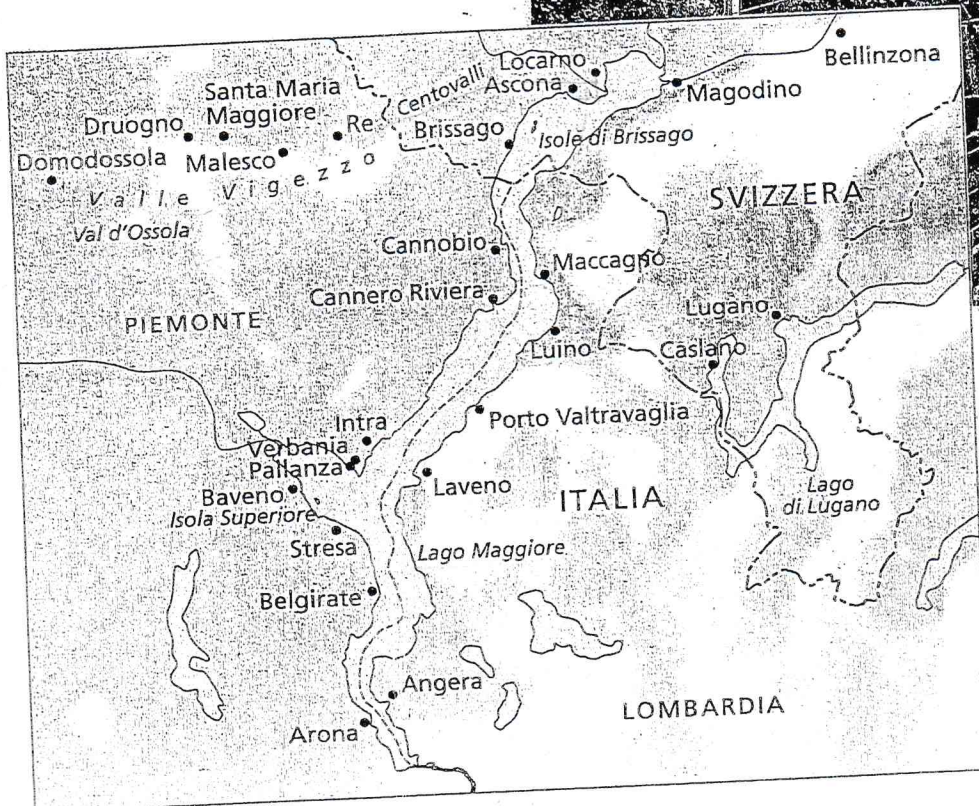 Bellinzona
Locarno
Ascona
Centovalli
Magodino
Santa Maria
Maggiore
Druogno
Re
Brissago
Isole di Brissago
Domodossola
Malesco
Valle Vigezzo
Val d'Ossola
SVIZZERA
Cannobio
Maccagno
Cannero Riviera
Lugano
PIEMONTE
Luino
Caslano
Intra
Porto Valtravaglia
Verbania
Pallanza
Laveno
Baveno
ITALIA
Lago
di Lugano
Isola Superiore
Stresa
Lago Maggiore
Belgirate
Angera
LOMBARDIA
Arona